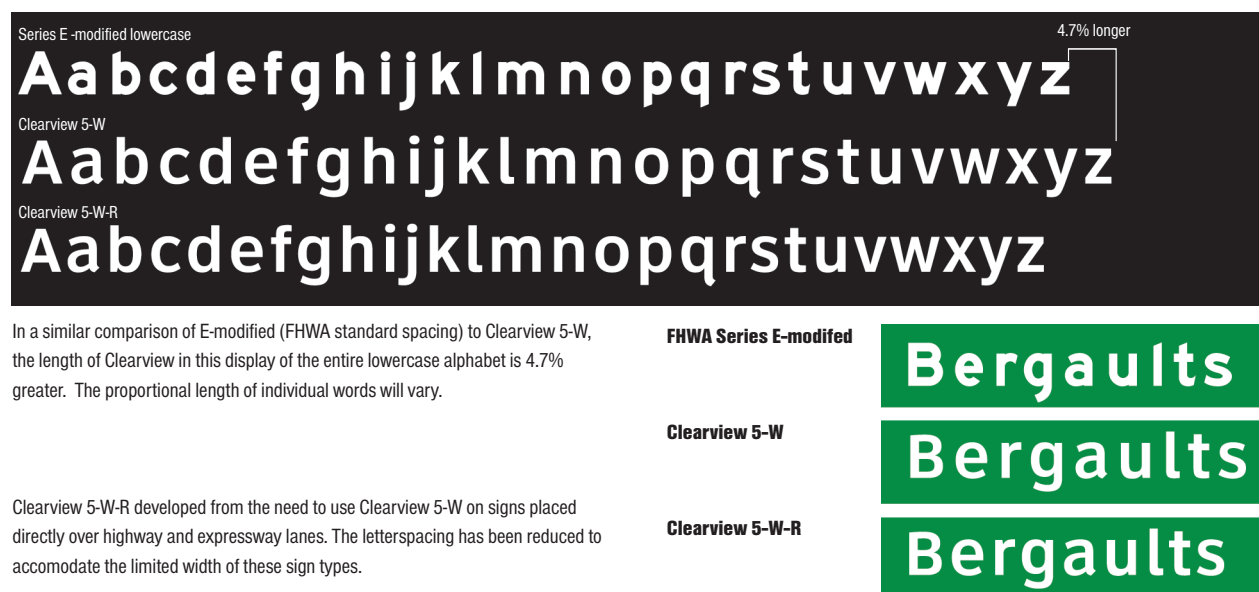 Series E -modified lowercase
4.7% longer
Aabcdefghijklmnopqrstuvwxyz
Clearview 5-W
Aabcdefghijklmnopqrstuvwxyz
Clearview 5-W-R
Aabcdefghijklmnopqrstuvwxyz
In a similar comparison of E-modified (FHWA standard spacing) to Clearview 5-W,
the length of Clearview in this display of the entire lowercase alphabet is 4.7%
greater. The proportional length of individual words will vary.
Clearview 5-W-R developed from the need to use Clearview 5-W on signs placed
directly over highway and expressway lanes. The letterspacing has been reduced to
accomodate the limited width of these sign types.
FHWA Series E-modifed
Bergaults
Clearview 5-W
Bergaults
Clearview 5-W-R
Bergaults